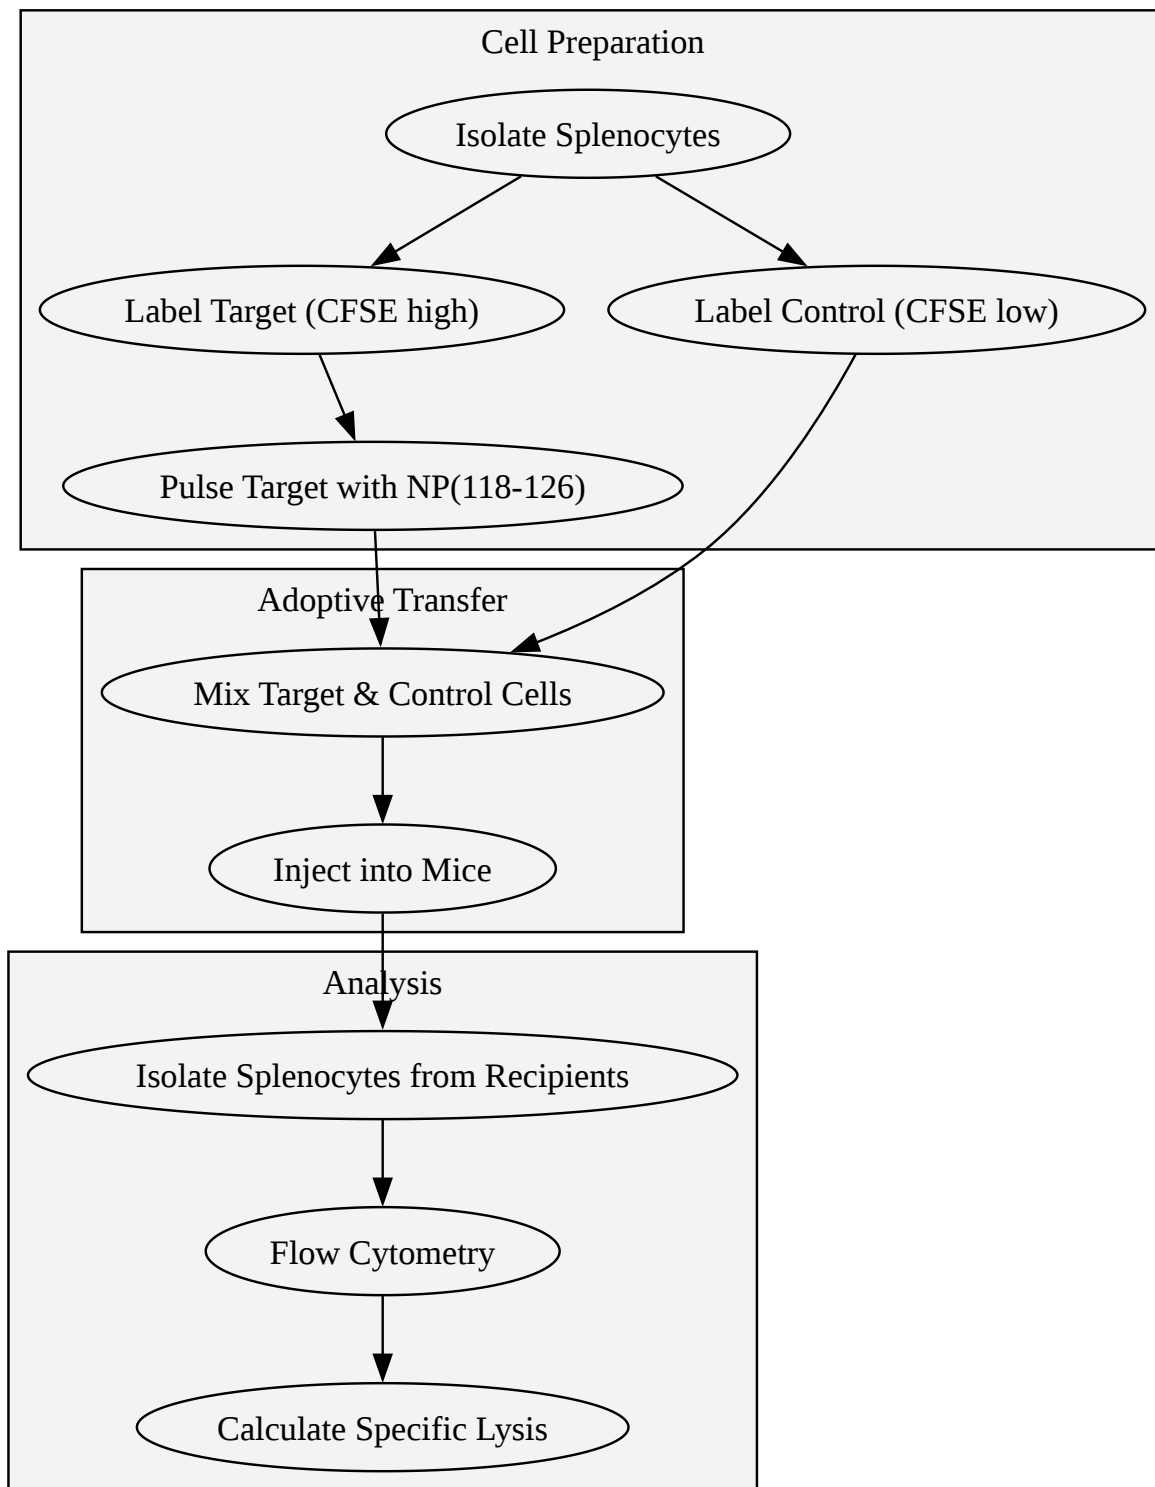 Cell Preparation
Isolate Splenocytes
Label Target (CFSE high)
Label Control (CFSE low)
Pulse Target with NP(118-126)
Adoptive Transfer
Mix Target & Control Cells
Inject into Mice
Analysis
Isolate Splenocytes from Recipients
Flow Cytometry
Calculate Specific Lysis